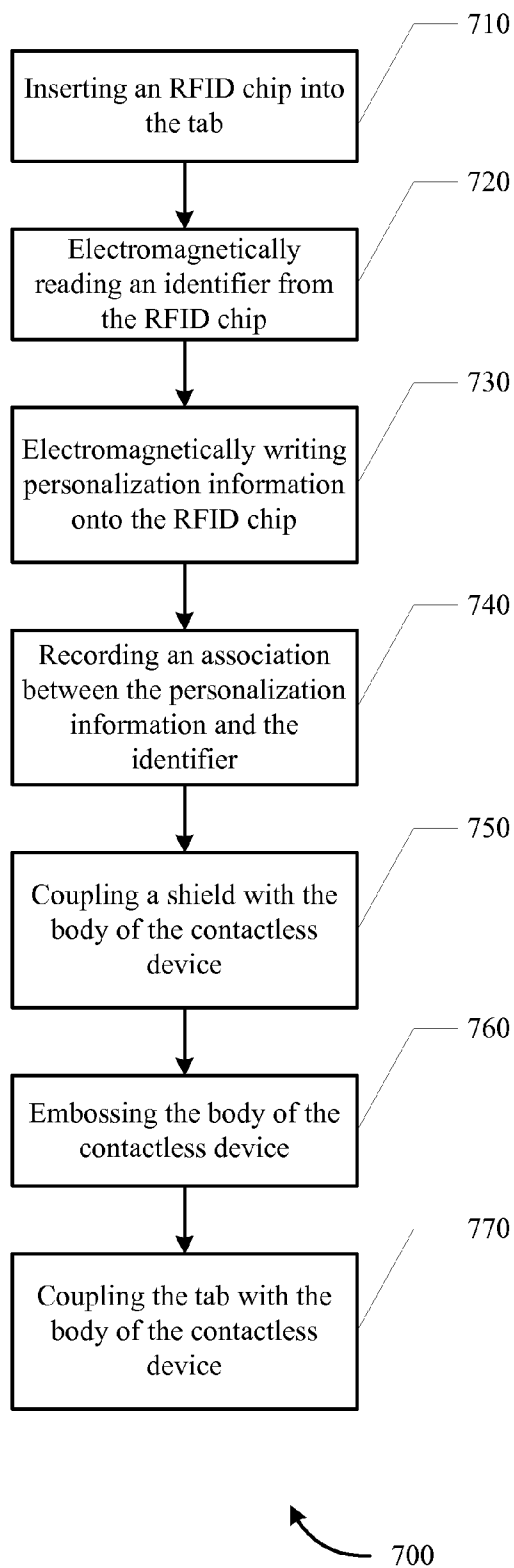 710
Inserting an RFID chip into
the tab
720
Electromagnetically
reading an identifier from
the RFID chip
730
Electromagnetically writing
personalization information
onto the RFID chip
740
Recording an association
between the personalization
information and the
identifier
750
Coupling a shield with the
body of the contactless
device
760
Embossing the body of the
contactless device
770
Coupling the tab with the
body of the contactless
device
700